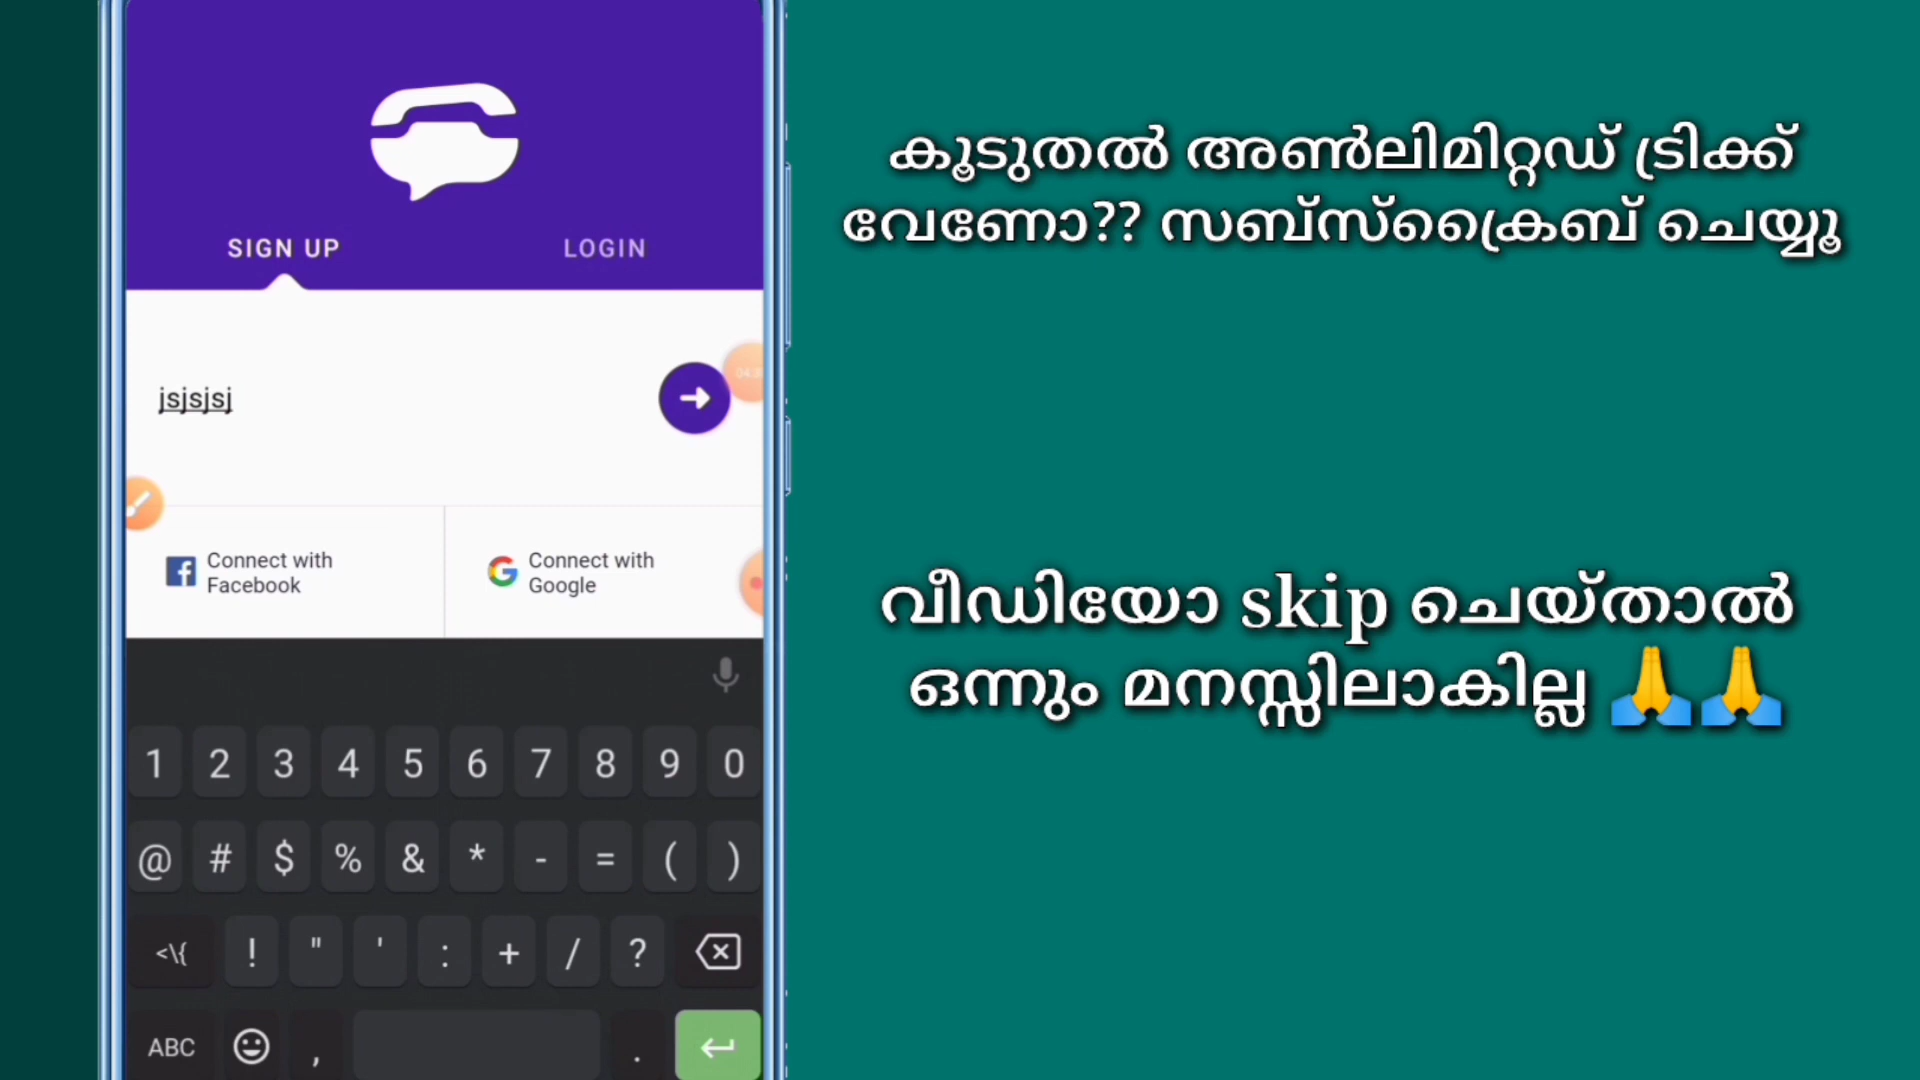 SIGN UP LOGIN
jsjsjsj
Connect with
Facebook
Connect with
Google
1 2 3 4 5 6 7 8 9 0
@ # $ % & * - = ( )
<\{ ! " ' : + / ?
ABC , .
കൂടുതൽ അൺലിമിറ്റഡ് ട്രിക്ക്
വേണോ?? സബ്സ്ക്രൈബ് ചെയ്യൂ
വീഡിയോ skip ചെയ്താൽ
ഒന്നും മനസ്സിലാകില്ല 🙏🙏